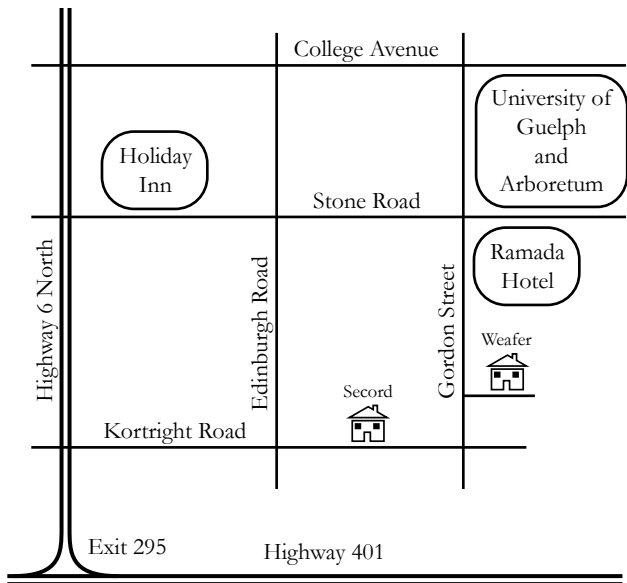 College Avenue
University of
Guelph
and
Arboretum
Holiday
Inn
Stone Road
Ramada
Hotel
Highway 6 North
Edinburgh Road
Gordon Street
Weafer
Secord
Kortright Road
Exit 295
Highway 401